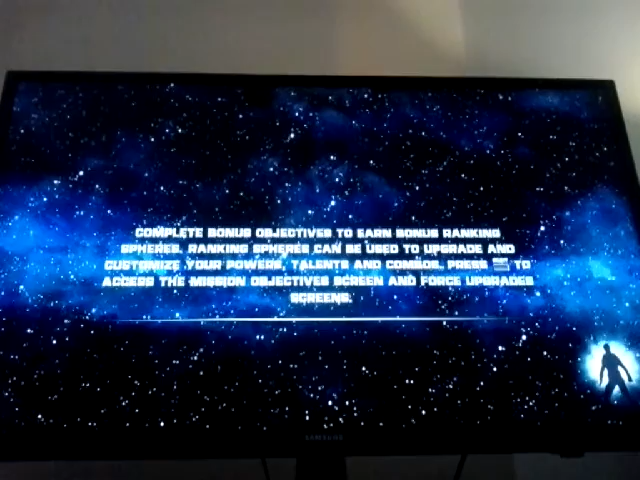 COMPLETE BONUS OBJECTIVES TO EARN BONUS RANKING
SPHERES. RANKING SPHERES CAN BE USED TO UPGRADE AND
CUSTOMIZE YOUR POWERS, TALENTS AND COMBOS. PRESS TO
ACCESS THE MISSION OBJECTIVES SCREEN AND FORCE UPGRADES
SCREENS.
SAMSUNG